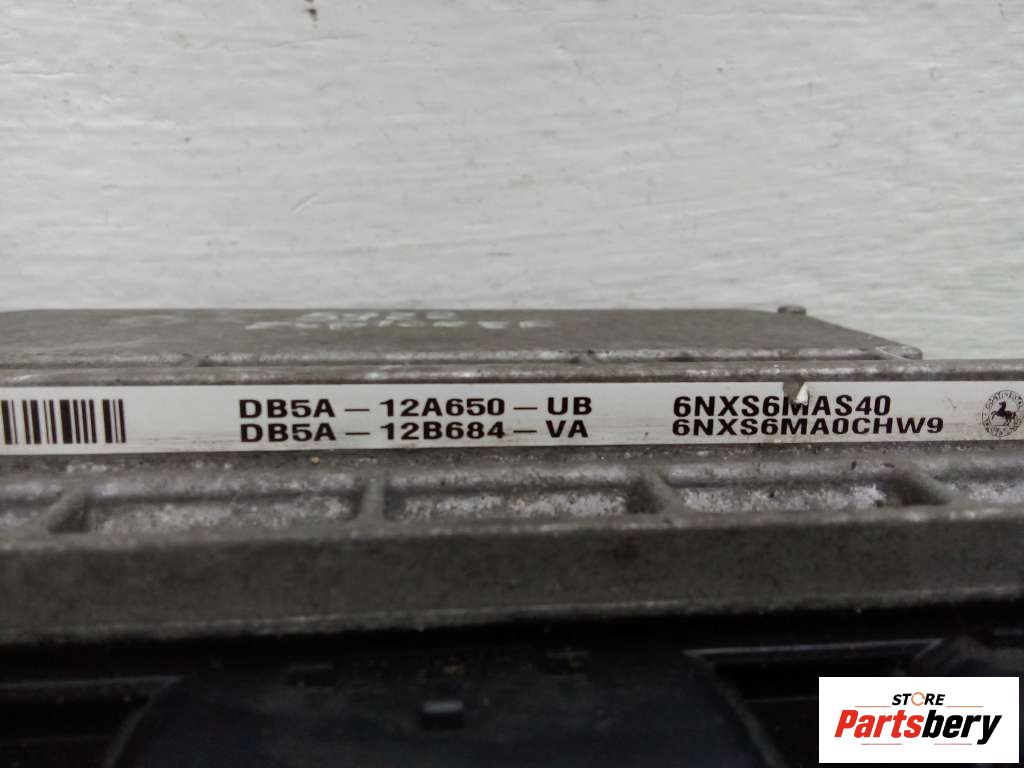 DB5A – 12A650 – UB 6NXS6MAS40
DB5A – 12B684 – VA 6NXS6MA0CHW9
STORE
Partsbery